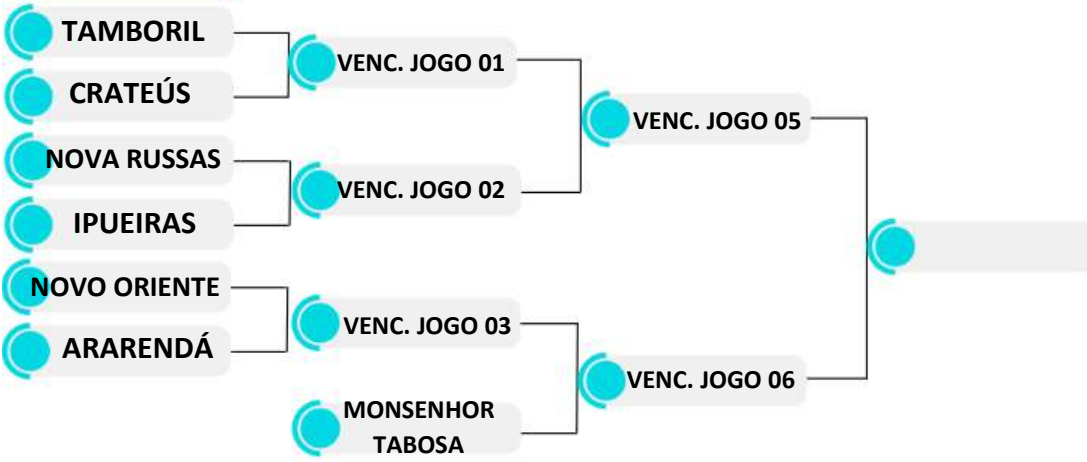 TAMBORIL
CRATEÚS
NOVA RUSSAS
IPUEIRAS
NOVO ORIENTE
ARARENDÁ
VENC. JOGO 01
VENC. JOGO 02
VENC. JOGO 03
MONSENHOR
TABOSA
VENC. JOGO 05
VENC. JOGO 06